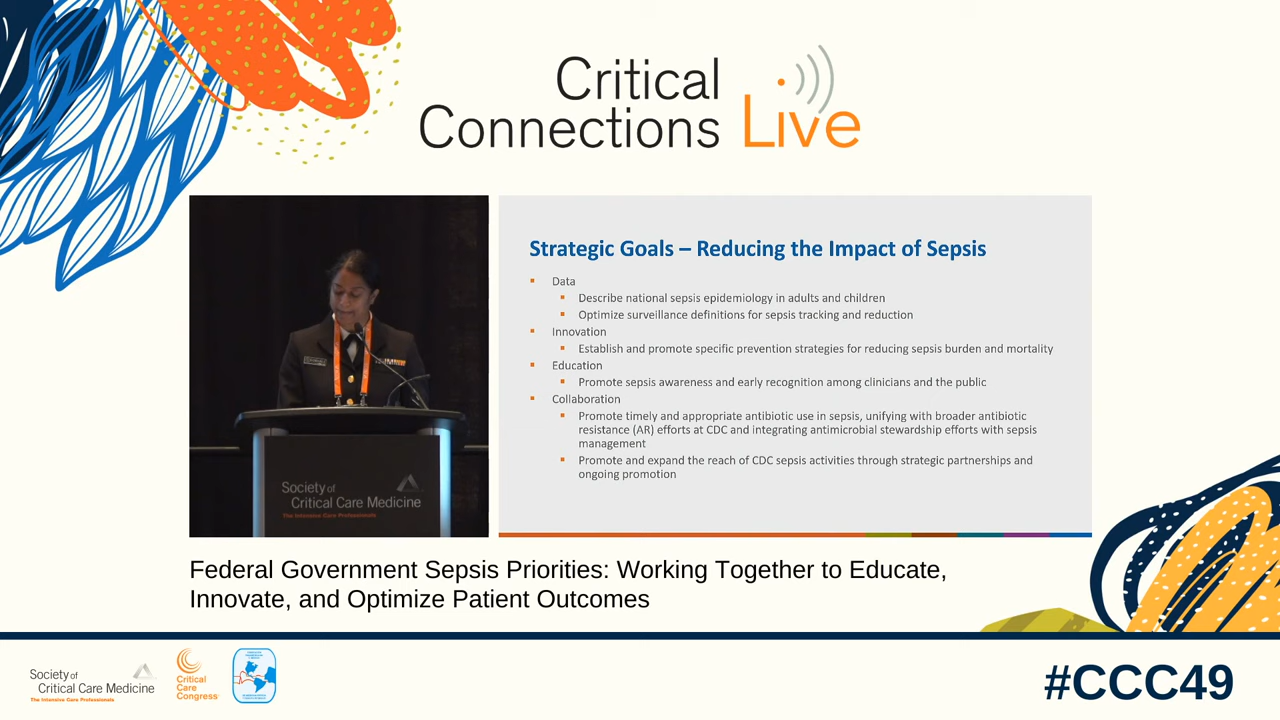 Critical
Connections Live
Strategic Goals – Reducing the Impact of Sepsis
▪ Data
▪ Describe national sepsis epidemiology in adults and children
▪ Optimize surveillance definitions for sepsis tracking and reduction
▪ Innovation
▪ Establish and promote specific prevention strategies for reducing sepsis burden and mortality
▪ Education
▪ Promote sepsis awareness and early recognition among clinicians and the public
▪ Collaboration
▪ Promote timely and appropriate antibiotic use in sepsis, unifying with broader antibiotic
resistance (AR) efforts at CDC and integrating antimicrobial stewardship efforts with sepsis
management
▪ Promote and expand the reach of CDC sepsis activities through strategic partnerships and
ongoing promotion
Society of
Critical Care Medicine
The Intensive Care Professionals
Federal Government Sepsis Priorities: Working Together to Educate,
Innovate, and Optimize Patient Outcomes
Society of
Critical Care Medicine
The Intensive Care Professionals
Critical
Care
Congress
#CCC49